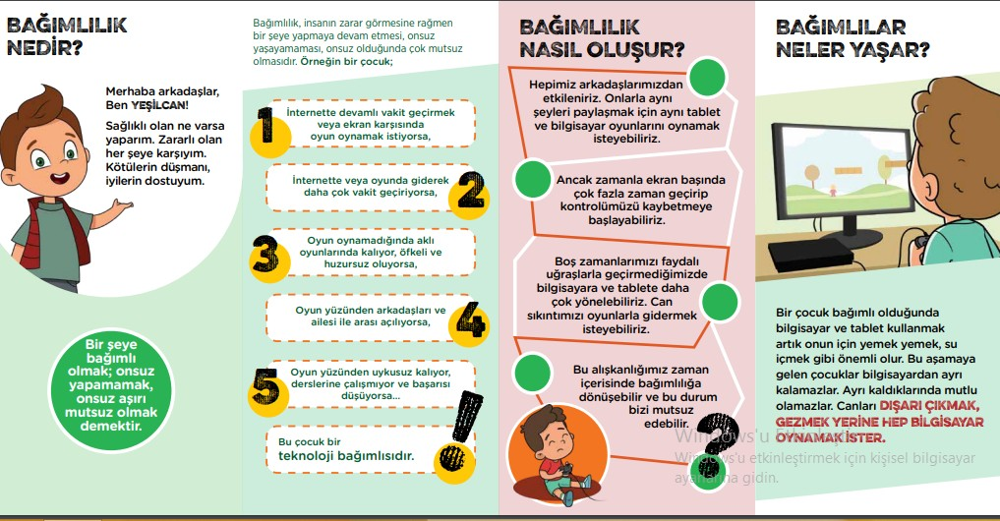 BAĞIMLILIK
NEDİR?
Merhaba arkadaşlar,
Ben YEŞİLCAN!
Sağlıklı olan ne varsa
yaparım. Zararlı olan
her şeye karşıyım.
Kötülerin düşmanı,
iyilerin dostuyum.
Bir şeye
bağımlı
olmak; onsuz
yapamamak,
onsuz aşırı
mutsuz olmak
demektir.
Bağımlılık, insanın zarar görmesine rağmen
bir şeye yapmaya devam etmesi, onsuz
yaşayamaması, onsuz olduğunda çok mutsuz
olmasıdır. Örneğin bir çocuk;
1
İnternette devamlı vakit geçirmek
veya ekran karşısında
oyun oynamak istiyorsa,
İnternette veya oyunda giderek
daha çok vakit geçiriyorsa,
2
3
Oyun oynamadığında aklı
oyunlarında kalıyor, öfkeli ve
huzursuz oluyorsa,
Oyun yüzünden arkadaşları ve
ailesi ile arası açılıyorsa,
4
5
Oyun yüzünden uykusuz kalıyor,
derslerine çalışmıyor ve başarısı
düşüyorsa...
Bu çocuk bir
teknoloji bağımlısıdır.
!
BAĞIMLILIK
NASIL OLUŞUR?
Hepimiz arkadaşlarımızdan
etkileniriz. Onlarla aynı
şeyleri paylaşmak için aynı tablet
ve bilgisayar oyunlarını oynamak
isteyebiliriz.
Ancak zamanla ekran başında
çok fazla zaman geçirip
kontrolümüzü kaybetmeye
başlayabiliriz.
Boş zamanlarımızı faydalı
uğraşlarla geçirmediğimizde
bilgisayara ve tablete daha
çok yönelebiliriz. Can
sıkıntımızı oyunlarla gidermek
isteyebiliriz.
Bu alışkanlığımız zaman
içerisinde bağımlılığa
dönüşebilir ve bu durum
bizi mutsuz
edebilir.
?
BAĞIMLILAR
NELER YAŞAR?
Bir çocuk bağımlı olduğunda
bilgisayar ve tablet kullanmak
artık onun için yemek yemek, su
içmek gibi önemli olur. Bu aşamaya
gelen çocuklar bilgisayardan ayrı
kalamazlar. Ayrı kaldıklarında mutlu
olamazlar. Canları DIŞARI ÇIKMAK,
GEZMEK YERİNE HEP BİLGİSAYAR
OYNAMAK İSTER.
Windows'u Etkinleştir
Windows'u etkinleştirmek için kişisel bilgisayar
ayarlarına gidin.